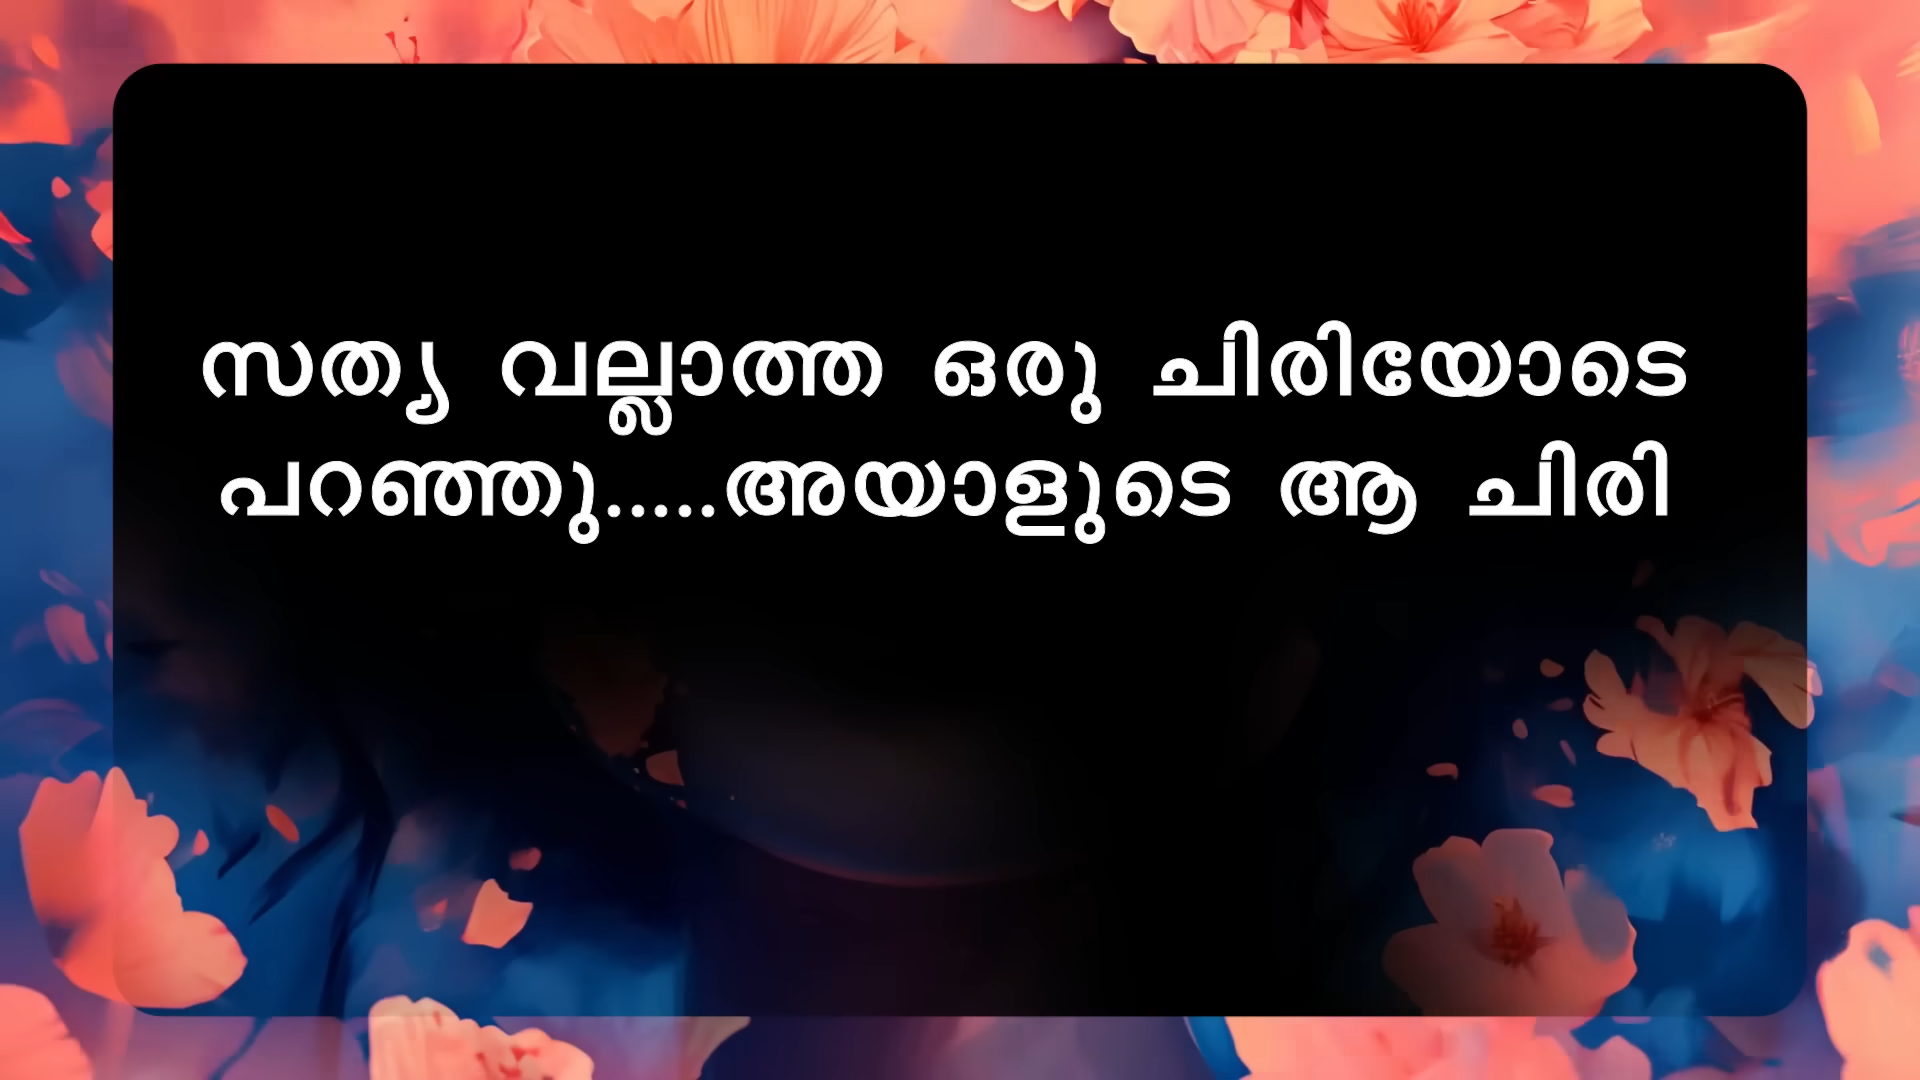 സത്യ വല്ലാത്ത ഒരു ചിരിയോടെ
പറഞ്ഞു.....അയാളുടെ ആ ചിരി